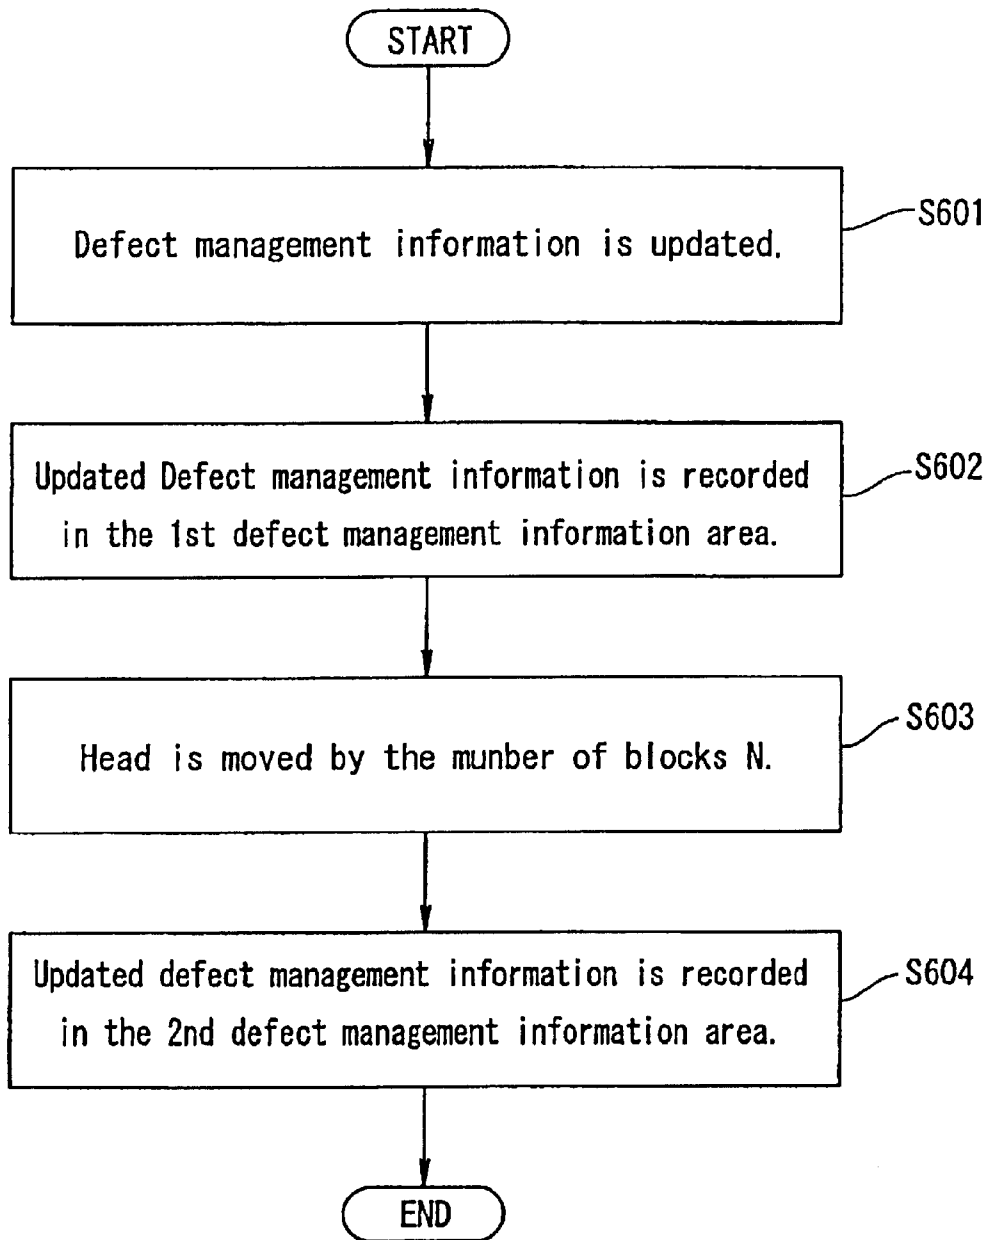 START
Defect management information is updated.
S601
Updated Defect management information is recorded
in the 1st defect management information area.
S602
Head is moved by the munber of blocks N.
S603
Updated defect management information is recorded
in the 2nd defect management information area.
S604
END